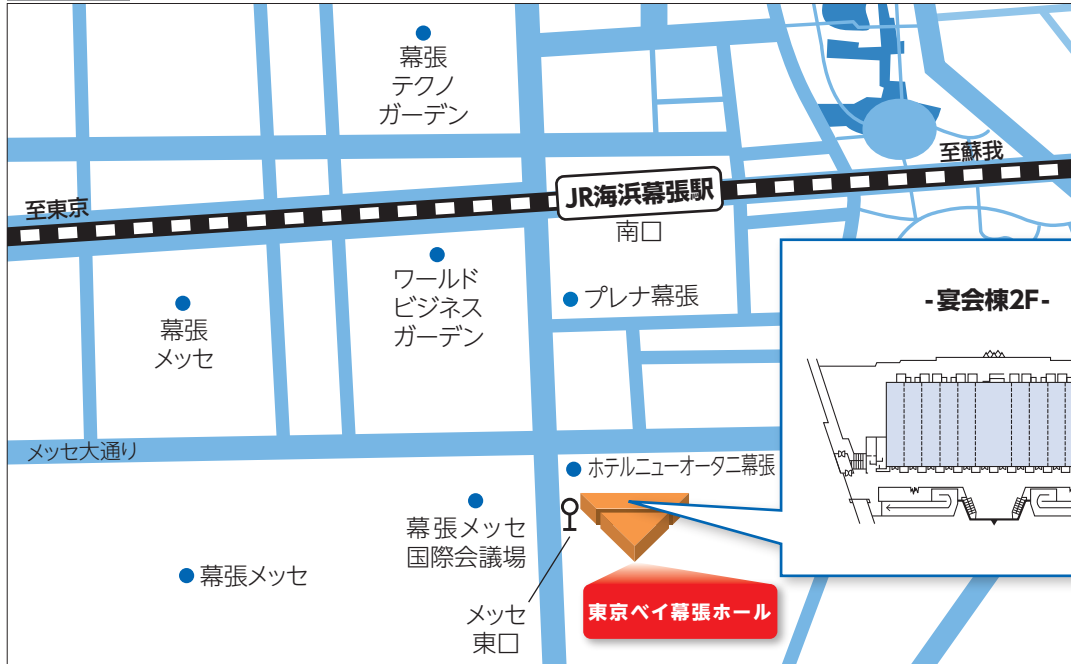 幕張
テクノ
ガーデン
至蘇我
JR海浜幕張駅
至東京
南口
ワールド
ビジネス
ガーデン
プレナ幕張
幕張
メッセ
-宴会棟2F-
メッセ大通り
ホテルニューオータニ幕張
幕張メッセ
国際会議場
幕張メッセ
メッセ
東口
東京ベイ幕張ホール